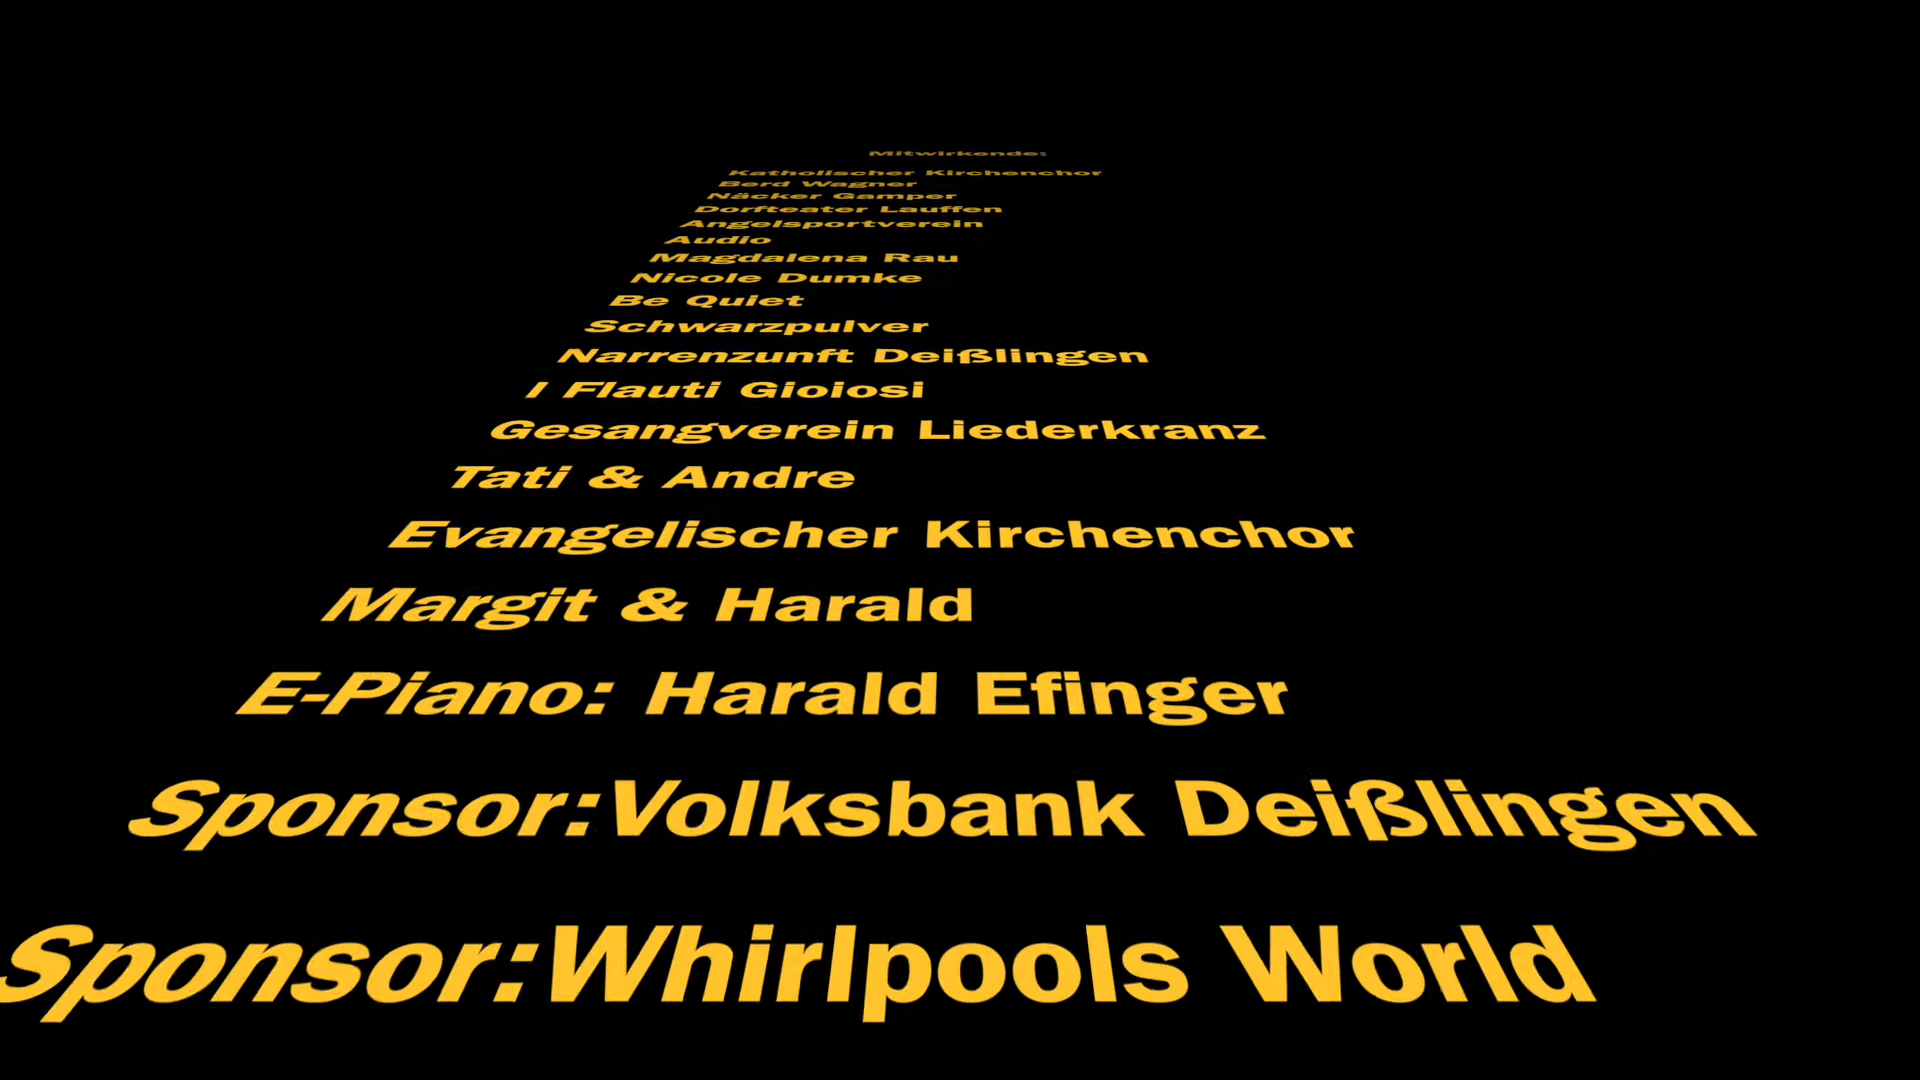 Mitwirkende:
Katholischer Kirchenchor
Berd Wagner
Näcker Gamper
Dorfteater Lauffen
Angelsportverein
Audio
Magdalena Rau
Nicole Dumke
Be Quiet
Schwarzpulver
Narrenzunft Deißlingen
I Flauti Gioiosi
Gesangverein Liederkranz
Tati & Andre
Evangelischer Kirchenchor
Margit & Harald
E-Piano: Harald Efinger
Sponsor:Volksbank Deißlingen
Sponsor:Whirlpools World